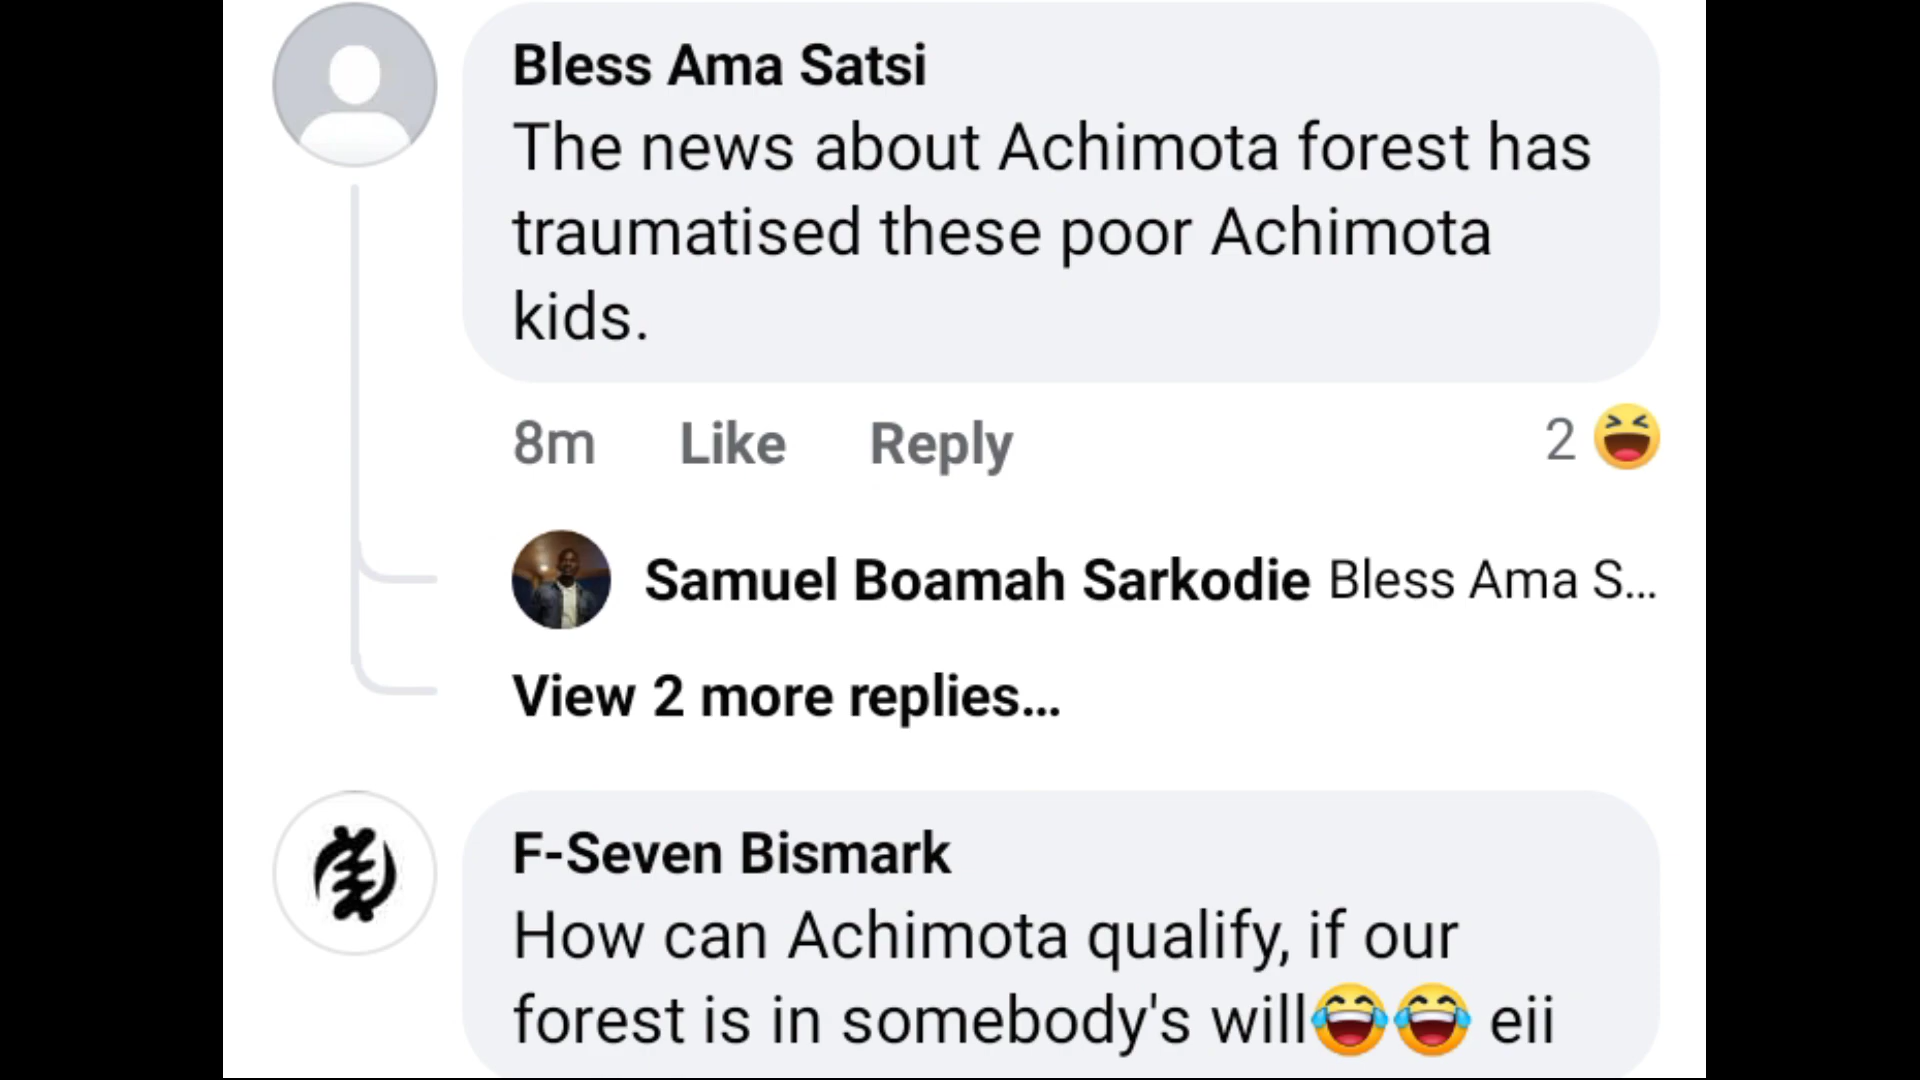 Bless Ama Satsi
The news about Achimota forest has
traumatised these poor Achimota
kids.
8m Like Reply 2 😆
Samuel Boamah Sarkodie Bless Ama S...
View 2 more replies...
F-Seven Bismark
How can Achimota qualify, if our
forest is in somebody's will😂😂 eii